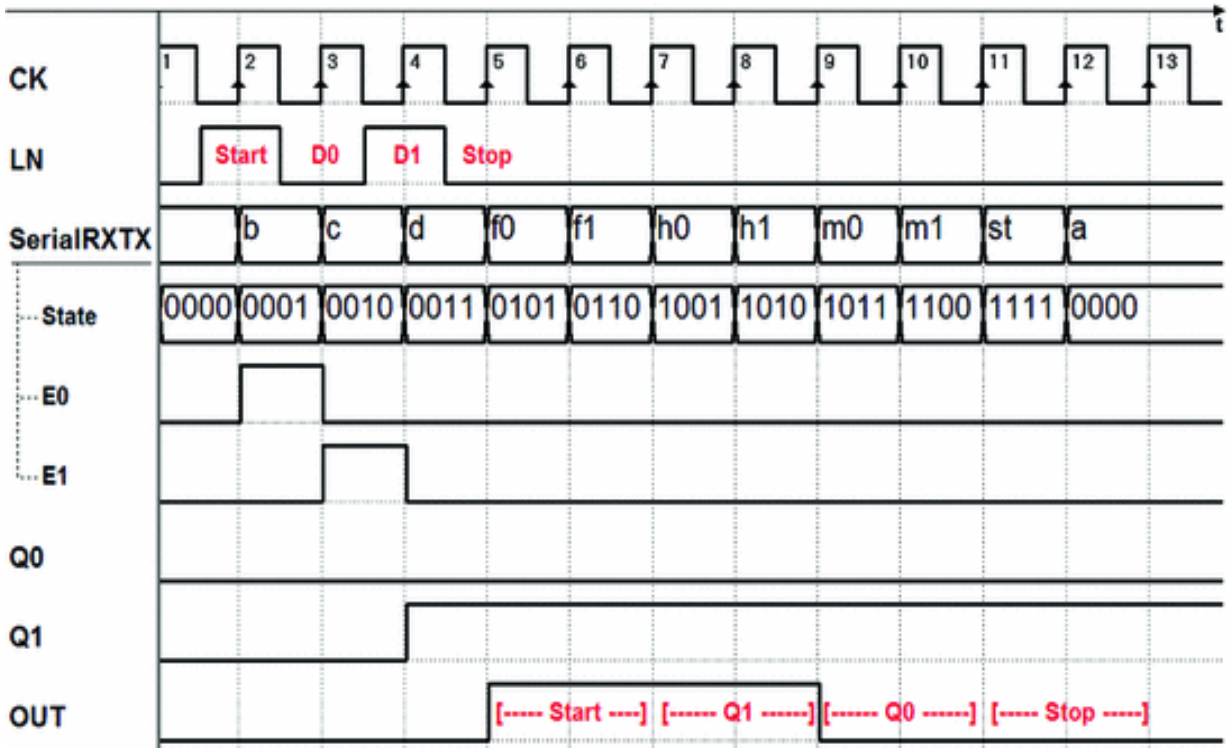 t
CK 1 2 3 4 5 6 7 8 9 10 11 12 13
LN Start D0 D1 Stop
SerialRXTX b c d f0 f1 h0 h1 m0 m1 st a
State 0000 0001 0010 0011 0101 0110 1001 1010 1011 1100 1111 0000
E0
E1
Q0
Q1
OUT [----- Start ----] [------ Q1 ------] [------ Q0 ------] [----- Stop -----]